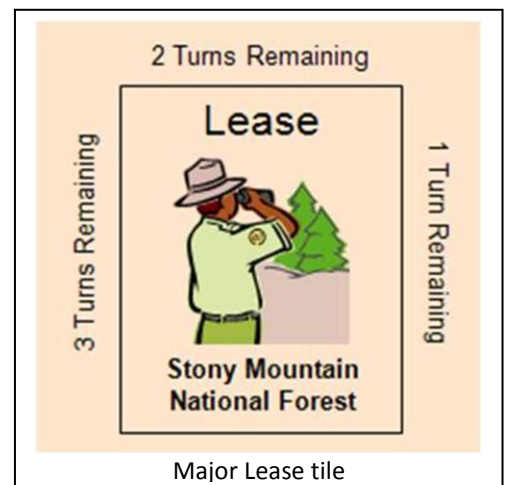 2 Turns Remaining
3 Turns Remaining
Lease
1 Turn Remaining
Stony Mountain
National Forest
Major Lease tile